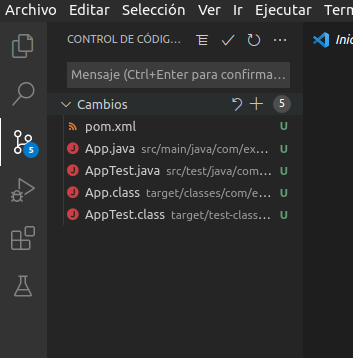 Archivo Editar Selección Ver Ir Ejecutar Termi
CONTROL DE CÓDIG... Inic
Mensaje (Ctrl+Enter para confirma...
Cambios 5
pom.xml U
App.java src/main/java/com/ex... U
AppTest.java src/test/java/com... U
App.class target/classes/com/e... U
AppTest.class target/test-class... U
5